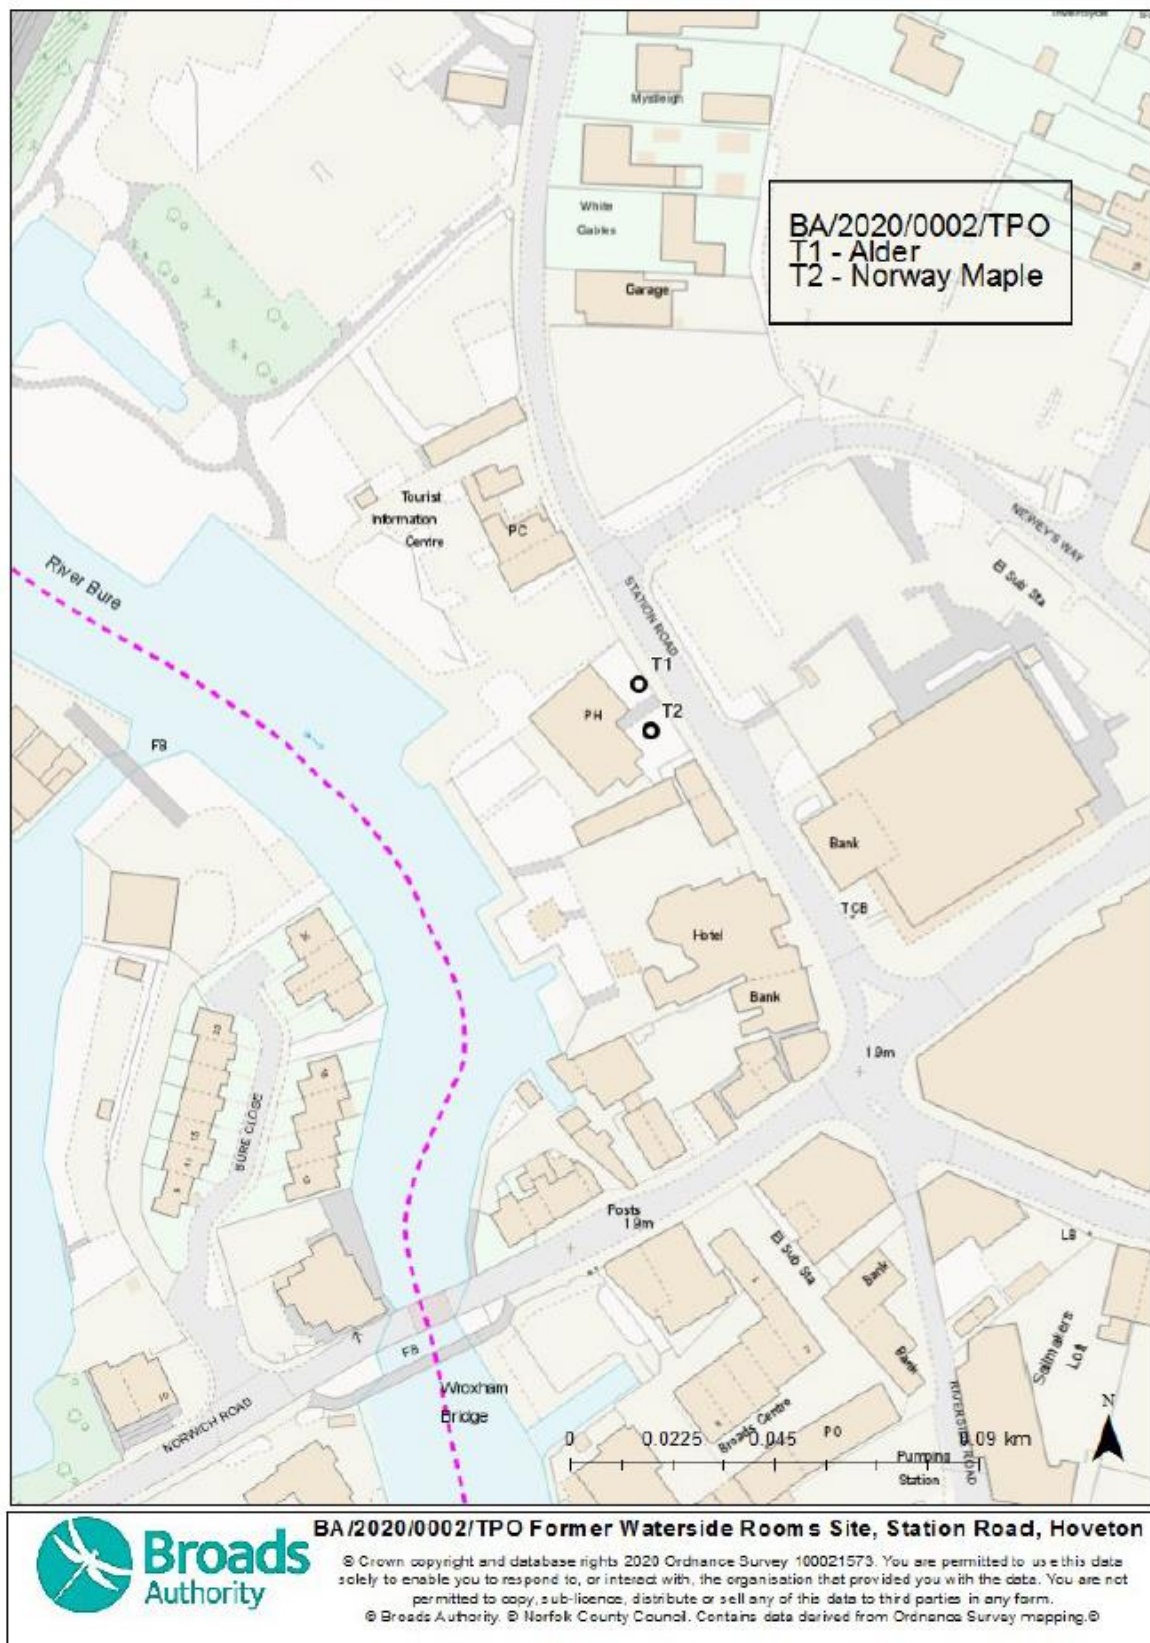 Mystleigh
White
Gables
Garage
BA/2020/0002/TPO
T1 - Alder
T2 - Norway Maple
Tourist
Information
Centre
PC
NEWEY'S WAY
El Sub Sta
River Bure
STATION ROAD
T1
PH
T2
FB
Bank
TCB
Hotel
Bank
19m
BURE CLOSE
Posts
19m
El Sub Sta
Bank
Bank
LB
Sailmakers
Loft
FB
Wroxham
Bridge
NORWICH ROAD
Broads Centre
PO
RIVERSIDE ROAD
N
0 0.0225 0.045 0.09 km
Pumping
Station
Broads
Authority
BA/2020/0002/TPO Former Waterside Rooms Site, Station Road, Hoveton
© Crown copyright and database rights 2020 Ordnance Survey 100021573. You are permitted to use this data
solely to enable you to respond to, or interact with, the organisation that provided you with the data. You are not
permitted to copy, sub-licence, distribute or sell any of this data to third parties in any form.
© Broads Authority. © Norfolk County Council. Contains data derived from Ordnance Survey mapping.©